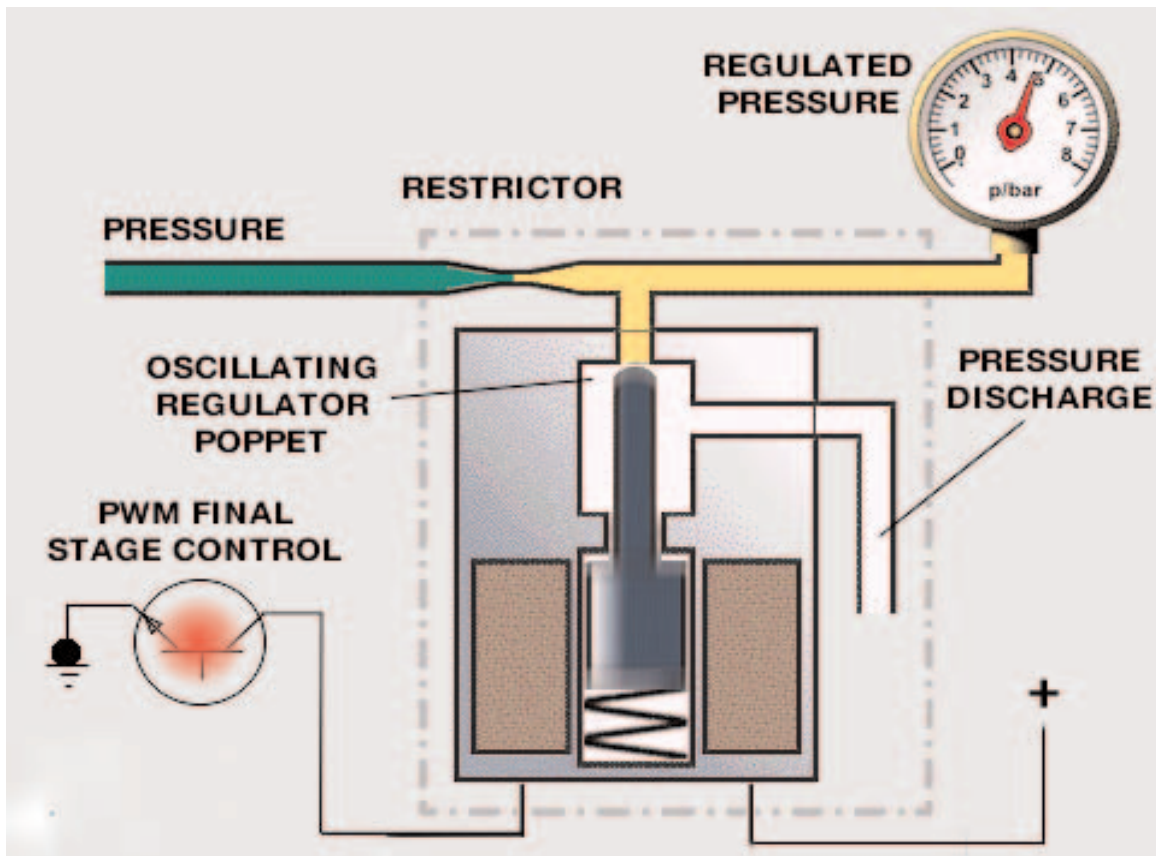 REGULATED
PRESSURE
0
1
2
3
4
5
6
7
8
p/bar
RESTRICTOR
PRESSURE
OSCILLATING
REGULATOR
POPPET
PRESSURE
DISCHARGE
PWM FINAL
STAGE CONTROL
+